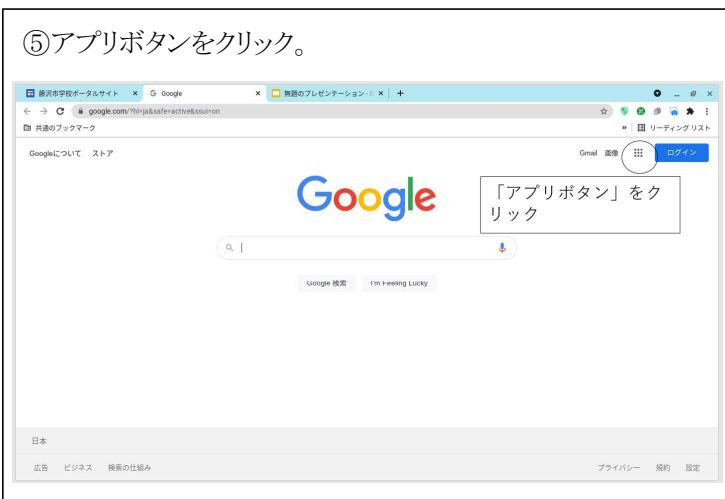 ⑤アプリボタンをクリック。
藤沢市学校ポータルサイト
Google
無題のプレゼンテーション - G
google.com/?hl=ja&safe=active&ssui=on
共通のブックマーク
» リーディング リスト
Googleについて ストア
Gmail 画像 ログイン
Google
「アプリボタン」をク
リック
Google 検索 I'm Feeling Lucky
日本
広告 ビジネス 検索の仕組み
プライバシー 規約 設定